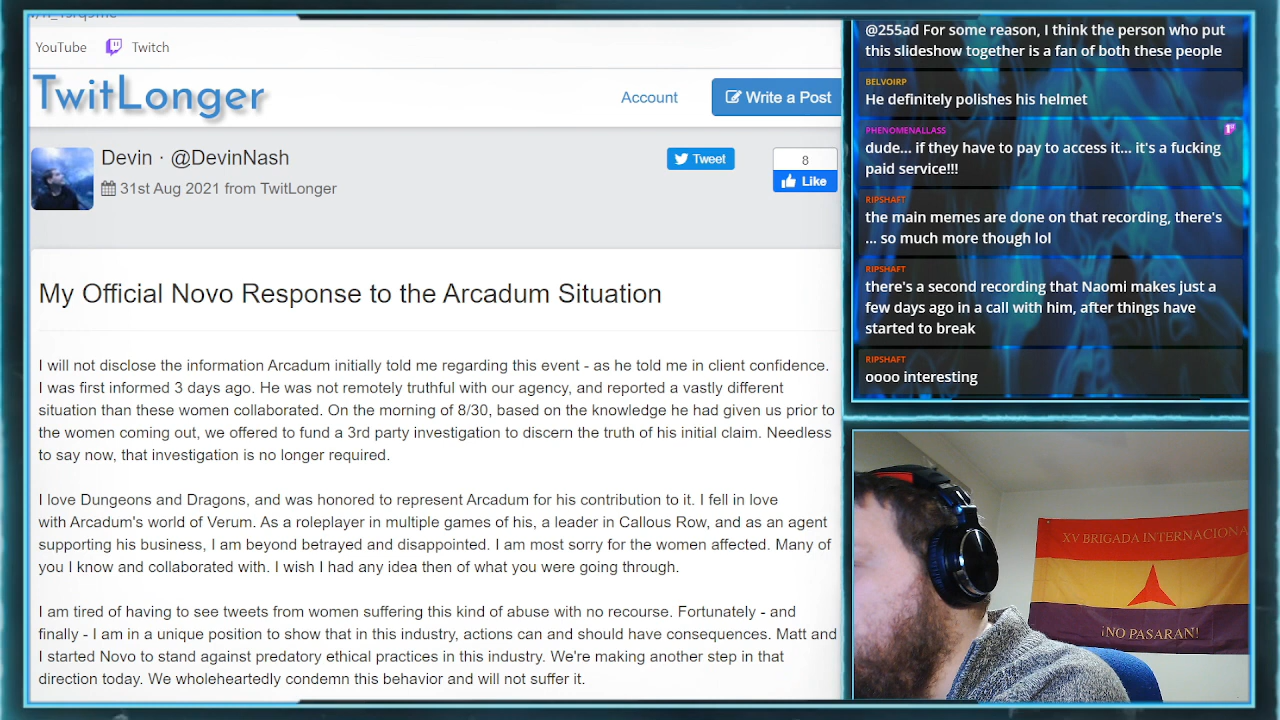 YouTube
Twitch
TwitLonger
Account
Write a Post
Devin · @DevinNash
31st Aug 2021 from TwitLonger
Tweet
8
Like
My Official Novo Response to the Arcadum Situation
I will not disclose the information Arcadum initially told me regarding this event - as he told me in client confidence.
I was first informed 3 days ago. He was not remotely truthful with our agency, and reported a vastly different
situation than these women collaborated. On the morning of 8/30, based on the knowledge he had given us prior to
the women coming out, we offered to fund a 3rd party investigation to discern the truth of his initial claim. Needless
to say now, that investigation is no longer required.
I love Dungeons and Dragons, and was honored to represent Arcadum for his contribution to it. I fell in love
with Arcadum's world of Verum. As a roleplayer in multiple games of his, a leader in Callous Row, and as an agent
supporting his business, I am beyond betrayed and disappointed. I am most sorry for the women affected. Many of
you I know and collaborated with. I wish I had any idea then of what you were going through.
I am tired of having to see tweets from women suffering this kind of abuse with no recourse. Fortunately - and
finally - I am in a unique position to show that in this industry, actions can and should have consequences. Matt and
I started Novo to stand against predatory ethical practices in this industry. We're making another step in that
direction today. We wholeheartedly condemn this behavior and will not suffer it.
@255ad For some reason, I think the person who put
this slideshow together is a fan of both these people
BELVOIRP
He definitely polishes his helmet
PHENOMENALLASS
dude... if they have to pay to access it... it's a fucking
paid service!!!
RIPSHAFT
the main memes are done on that recording, there's
... so much more though lol
RIPSHAFT
there's a second recording that Naomi makes just a
few days ago in a call with him, after things have
started to break
RIPSHAFT
oooo interesting
XV BRIGADA INTERNACIONA
¡NO PASARAN!